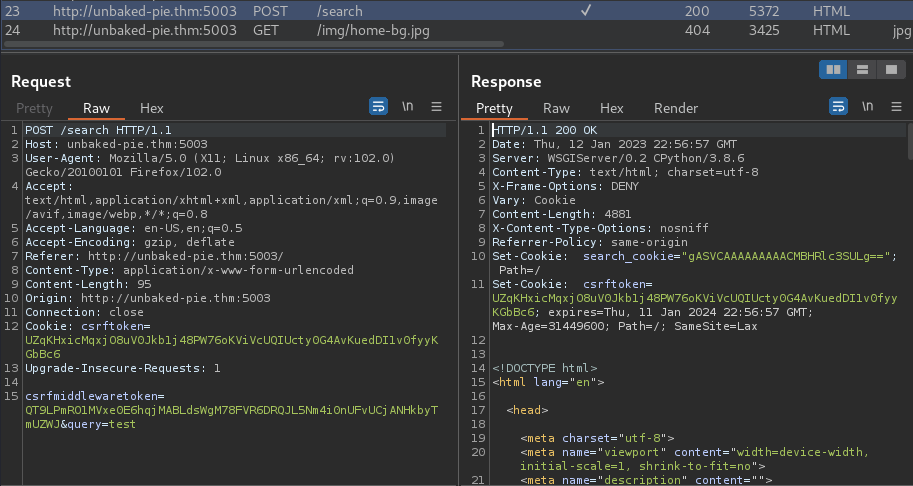 23 http://unbaked-pie.thm:5003 POST /search ✓ 200 5372 HTML
24 http://unbaked-pie.thm:5003 GET /img/home-bg.jpg 404 3425 HTML jpg
Request
Pretty Raw Hex \n
1 POST /search HTTP/1.1
2 Host: unbaked-pie.thm:5003
3 User-Agent: Mozilla/5.0 (X11; Linux x86_64; rv:102.0)
Gecko/20100101 Firefox/102.0
4 Accept:
text/html,application/xhtml+xml,application/xml;q=0.9,image
/avif,image/webp,*/*;q=0.8
5 Accept-Language: en-US,en;q=0.5
6 Accept-Encoding: gzip, deflate
7 Referer: http://unbaked-pie.thm:5003/
8 Content-Type: application/x-www-form-urlencoded
9 Content-Length: 95
10 Origin: http://unbaked-pie.thm:5003
11 Connection: close
12 Cookie: csrftoken=
UZqKHxicMqxjO8uV0Jkb1j48PW76oKViVcUQIUcty0G4AvKuedDI1v0fyyK
GbBc6
13 Upgrade-Insecure-Requests: 1
14
15 csrfmiddlewaretoken=
QT9LPmRO1MVxe0E6hqjMABLdsWgM78FVR6DRQJL5Nm4i0nUFvUCjANHkbyT
mUZWJ&query=test
Response
Pretty Raw Hex Render \n
1 HTTP/1.1 200 OK
2 Date: Thu, 12 Jan 2023 22:56:57 GMT
3 Server: WSGIServer/0.2 CPython/3.8.6
4 Content-Type: text/html; charset=utf-8
5 X-Frame-Options: DENY
6 Vary: Cookie
7 Content-Length: 4881
8 X-Content-Type-Options: nosniff
9 Referrer-Policy: same-origin
10 Set-Cookie: search_cookie="gASVCAAAAAAAAACMBHRlc3SULg==";
Path=/
11 Set-Cookie: csrftoken=
UZqKHxicMqxjO8uV0Jkb1j48PW76oKViVcUQIUcty0G4AvKuedDI1v0fyy
KGbBc6; expires=Thu, 11 Jan 2024 22:56:57 GMT;
Max-Age=31449600; Path=/; SameSite=Lax
12
13
14 <!DOCTYPE html>
15 <html lang="en">
16
17 <head>
18
19 <meta charset="utf-8">
20 <meta name="viewport" content="width=device-width,
initial-scale=1, shrink-to-fit=no">
21 <meta name="description" content="">